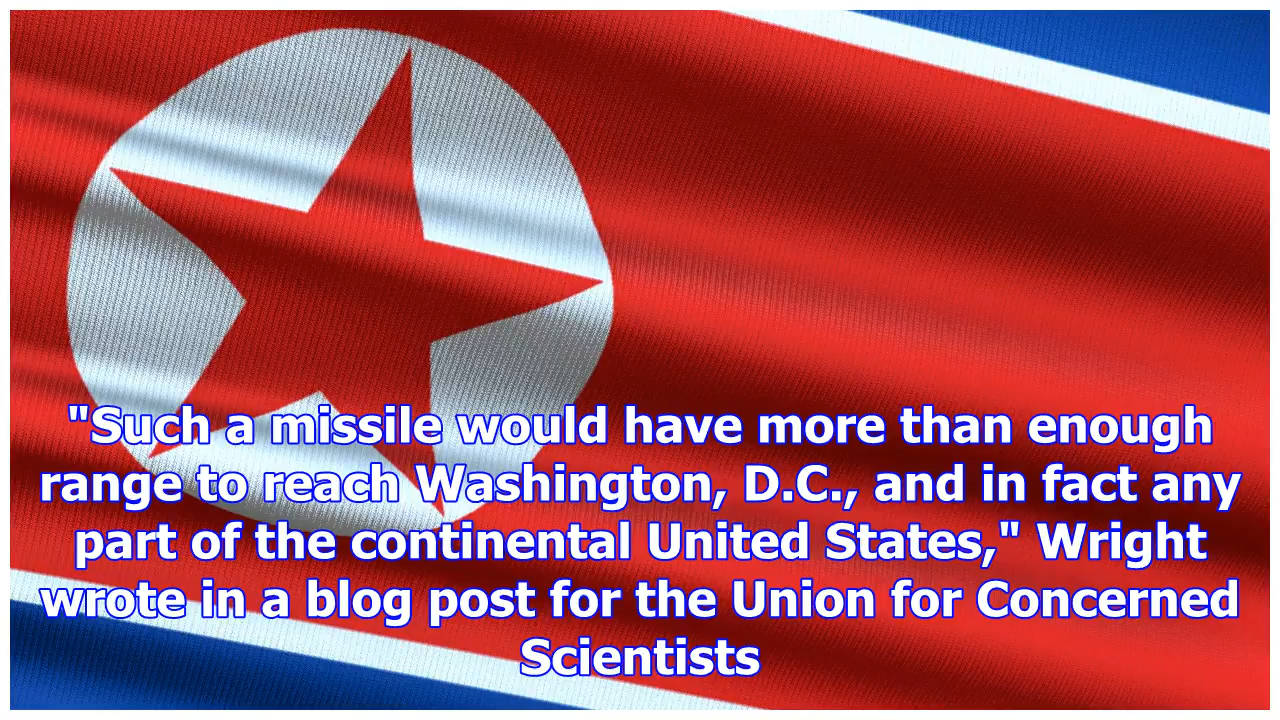 "Such a missile would have more than enough
range to reach Washington, D.C., and in fact any
part of the continental United States," Wright
wrote in a blog post for the Union for Concerned
Scientists